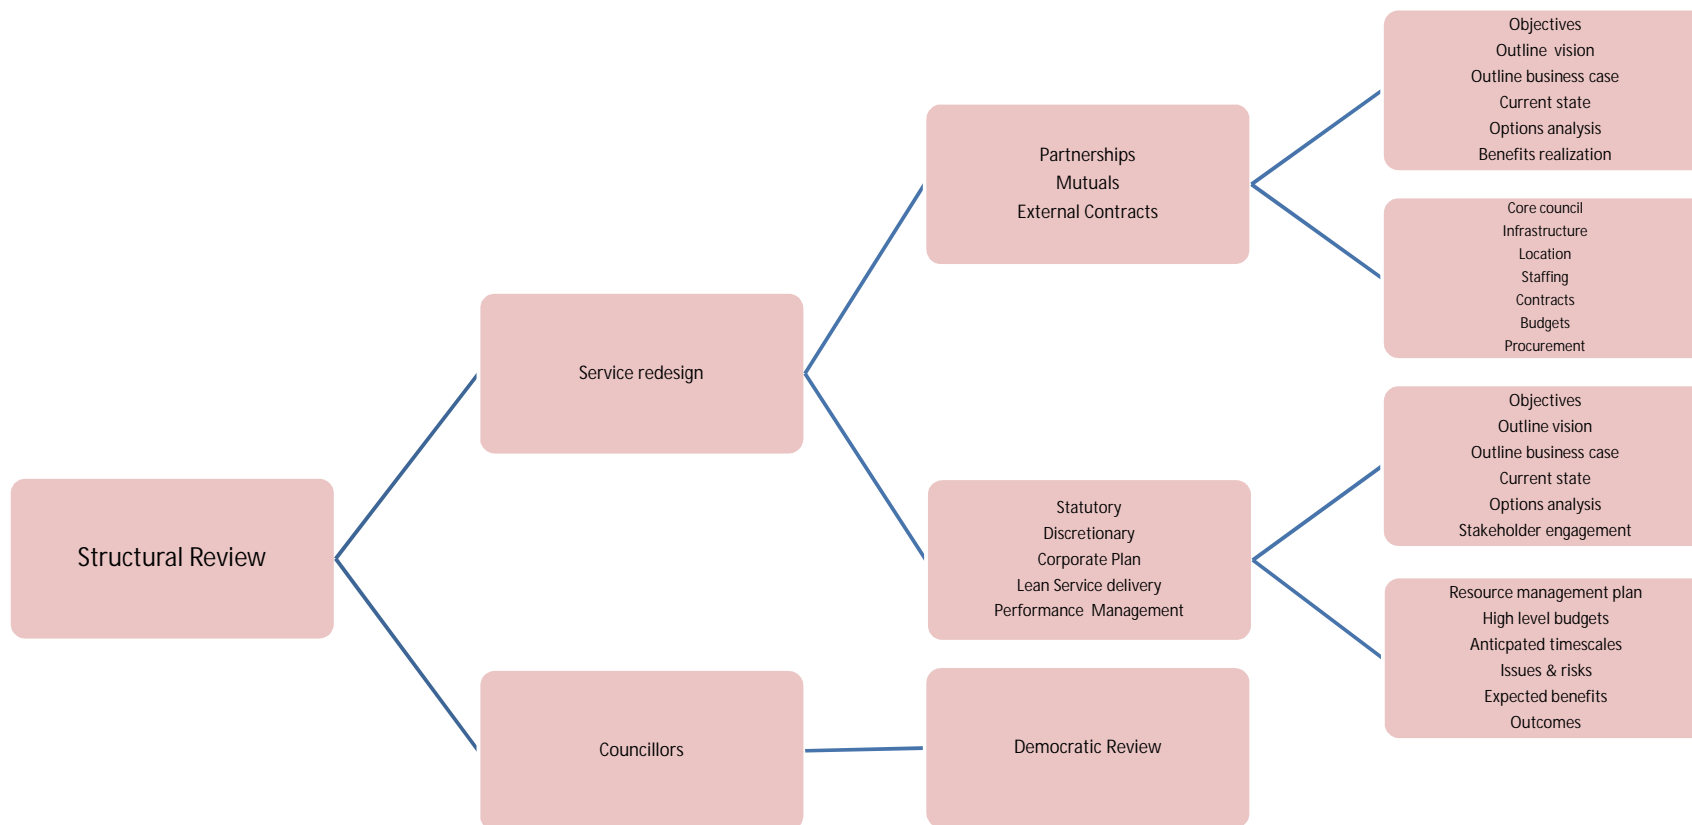 Structural Review
Service redesign
Councillors
Partnerships
Mutuals
External Contracts
Statutory
Discretionary
Corporate Plan
Lean Service delivery
Performance  Management
Democratic Review
Objectives
Outline  vision
Outline business case
Current state
Options analysis
Benefits realization
Core council
Infrastructure
Location
Staffing
Contracts
Budgets
Procurement
Objectives
Outline vision
Outline business case
Current state
Options analysis
Stakeholder engagement
Resource management plan
High level budgets
Anticpated timescales
Issues & risks
Expected benefits
Outcomes